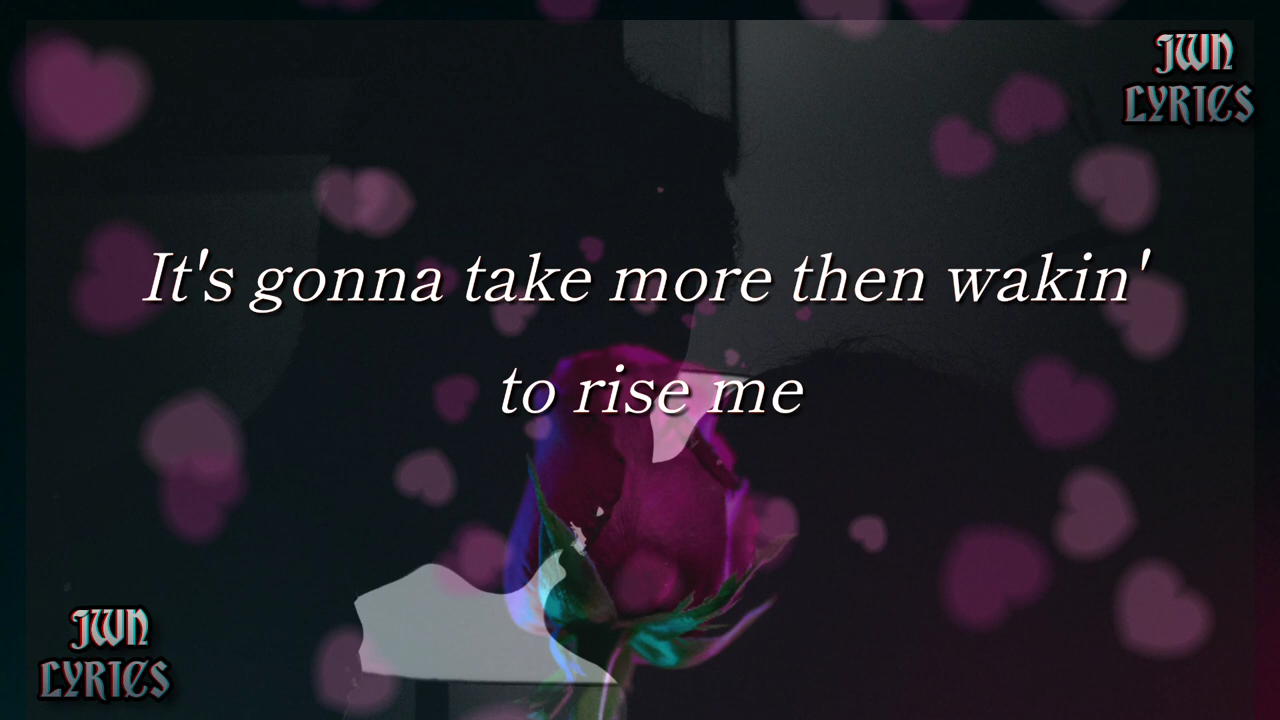 JWN
LYRICS
It's gonna take more then wakin'
to rise me
JWN
LYRICS